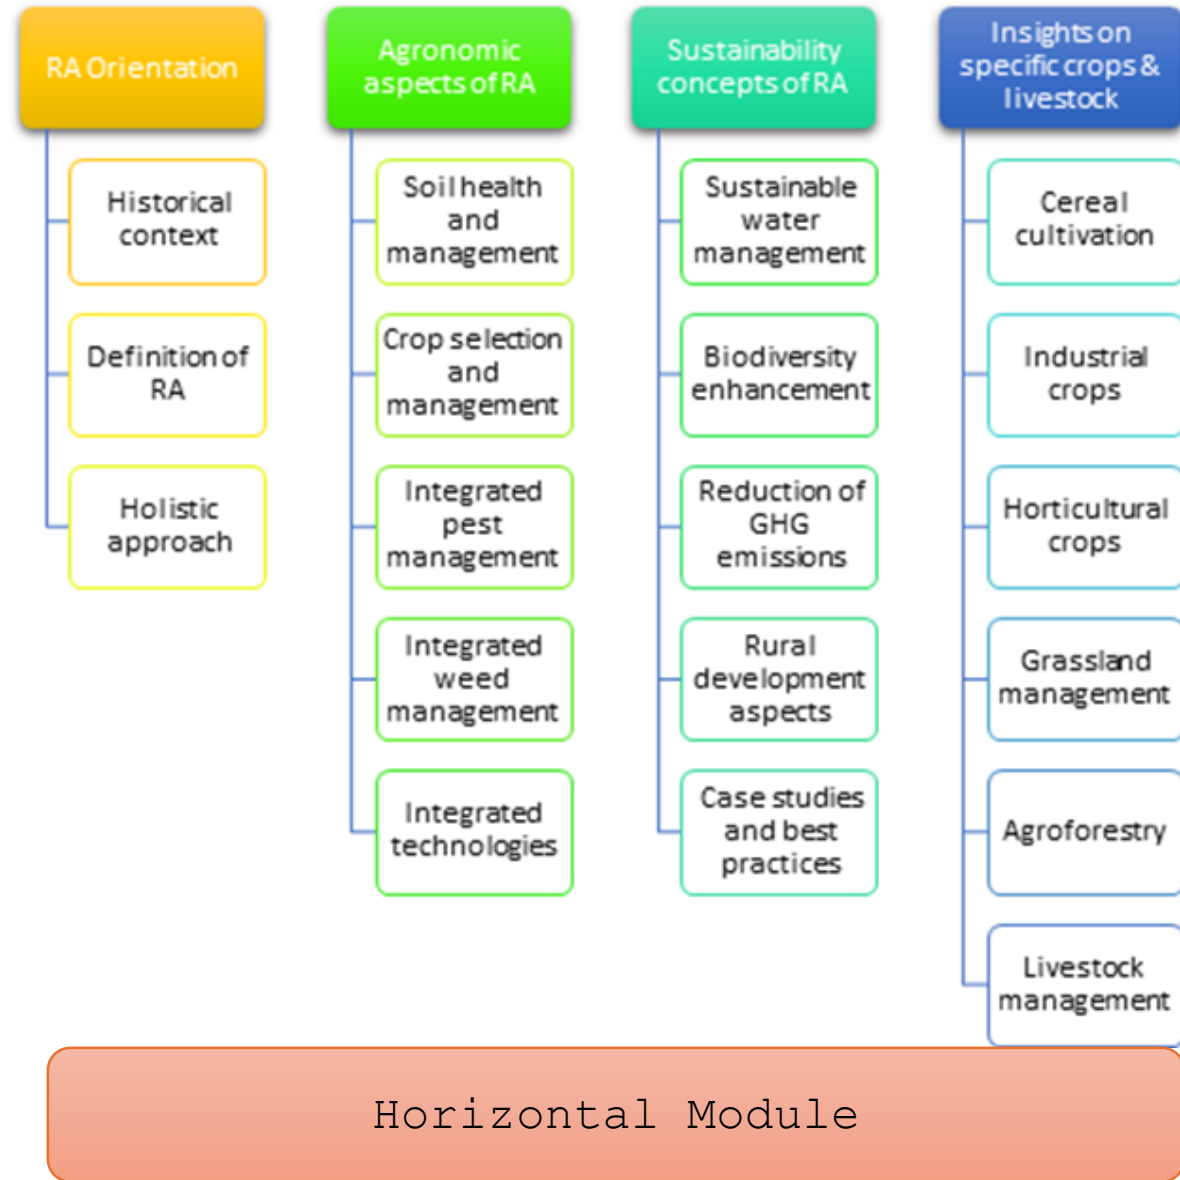 RA Orientation
Historical
context
Definition of
RA
Holistic
approach
Agronomic
aspects of RA
Soil health
and
management
Crop selection
and
management
Integrated
pest
management
Integrated
weed
management
Integrated
technologies
Sustainability
concepts of RA
Sustainable
water
management
Biodiversity
enhancement
Reduction of
GHG
emissions
Rural
development
aspects
Case studies
and best
practices
Insights on
specific crops &
livestock
Cereal
cultivation
Industrial
crops
Horticultural
crops
Grassland
management
Agroforestry
Livestock
management
Horizontal Module